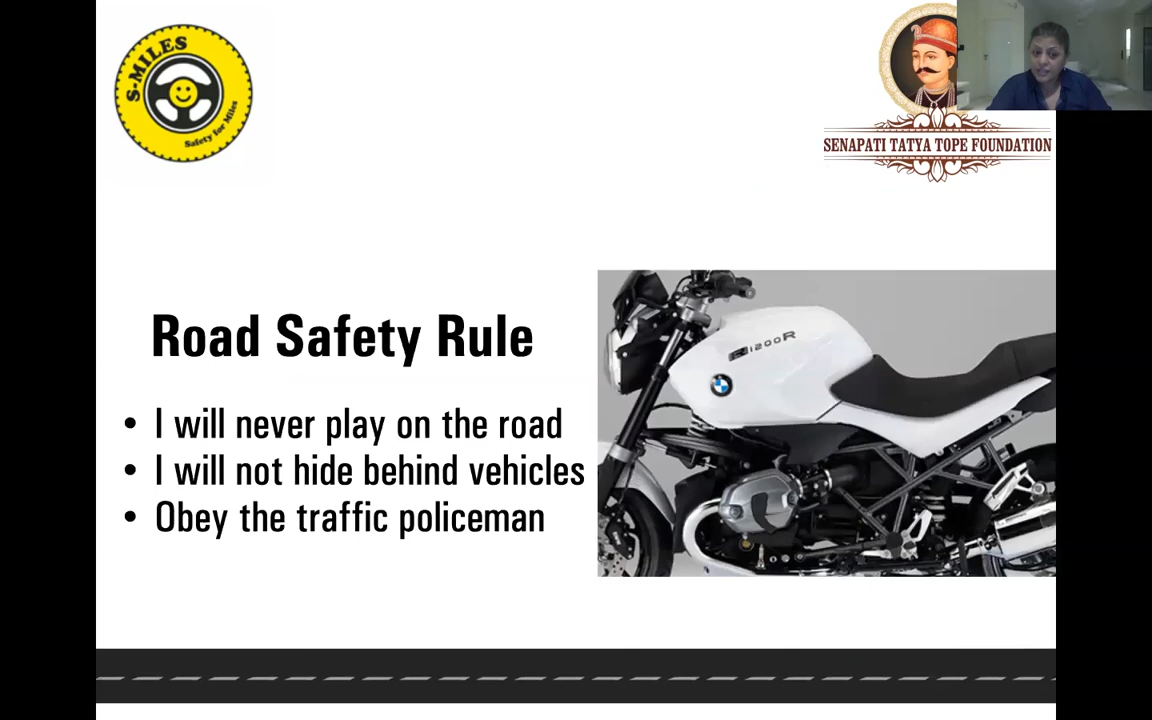 S-MILES
Safety for Miles
SENAPATI TATYA TOPE FOUNDATION
Road Safety Rule
• I will never play on the road
• I will not hide behind vehicles
• Obey the traffic policeman
R1200R